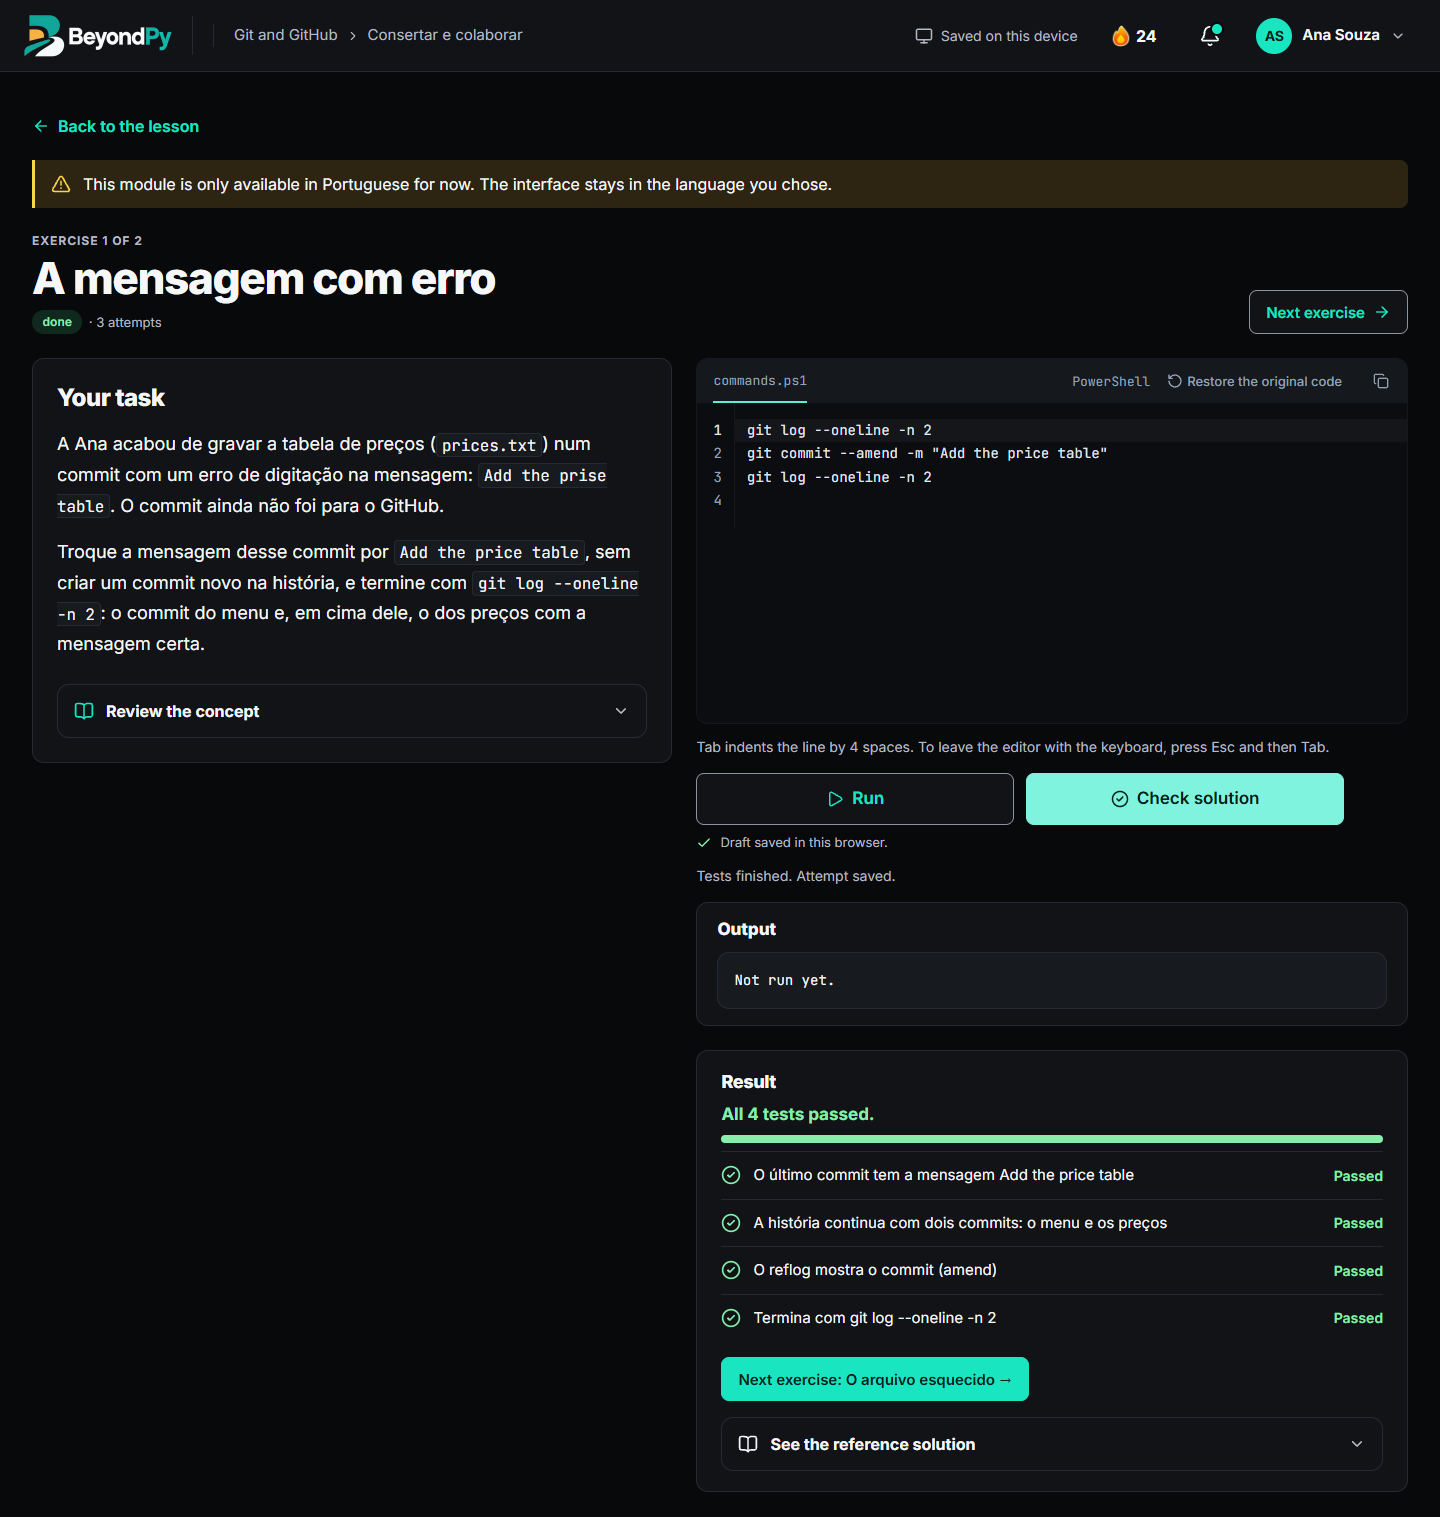 BeyondPy
Git and GitHub › Consertar e colaborar
Saved on this device
24
AS
Ana Souza
← Back to the lesson
This module is only available in Portuguese for now. The interface stays in the language you chose.
EXERCISE 1 OF 2
A mensagem com erro
done · 3 attempts
Next exercise →
Your task
A Ana acabou de gravar a tabela de preços (prices.txt) num
commit com um erro de digitação na mensagem: Add the prise
table. O commit ainda não foi para o GitHub.
Troque a mensagem desse commit por Add the price table, sem
criar um commit novo na história, e termine com git log --oneline
-n 2: o commit do menu e, em cima dele, o dos preços com a
mensagem certa.
Review the concept
commands.ps1
PowerShell
Restore the original code
1 git log --oneline -n 2
2 git commit --amend -m "Add the price table"
3 git log --oneline -n 2
4
Tab indents the line by 4 spaces. To leave the editor with the keyboard, press Esc and then Tab.
Run
Check solution
Draft saved in this browser.
Tests finished. Attempt saved.
Output
Not run yet.
Result
All 4 tests passed.
O último commit tem a mensagem Add the price table Passed
A história continua com dois commits: o menu e os preços Passed
O reflog mostra o commit (amend) Passed
Termina com git log --oneline -n 2 Passed
Next exercise: O arquivo esquecido →
See the reference solution